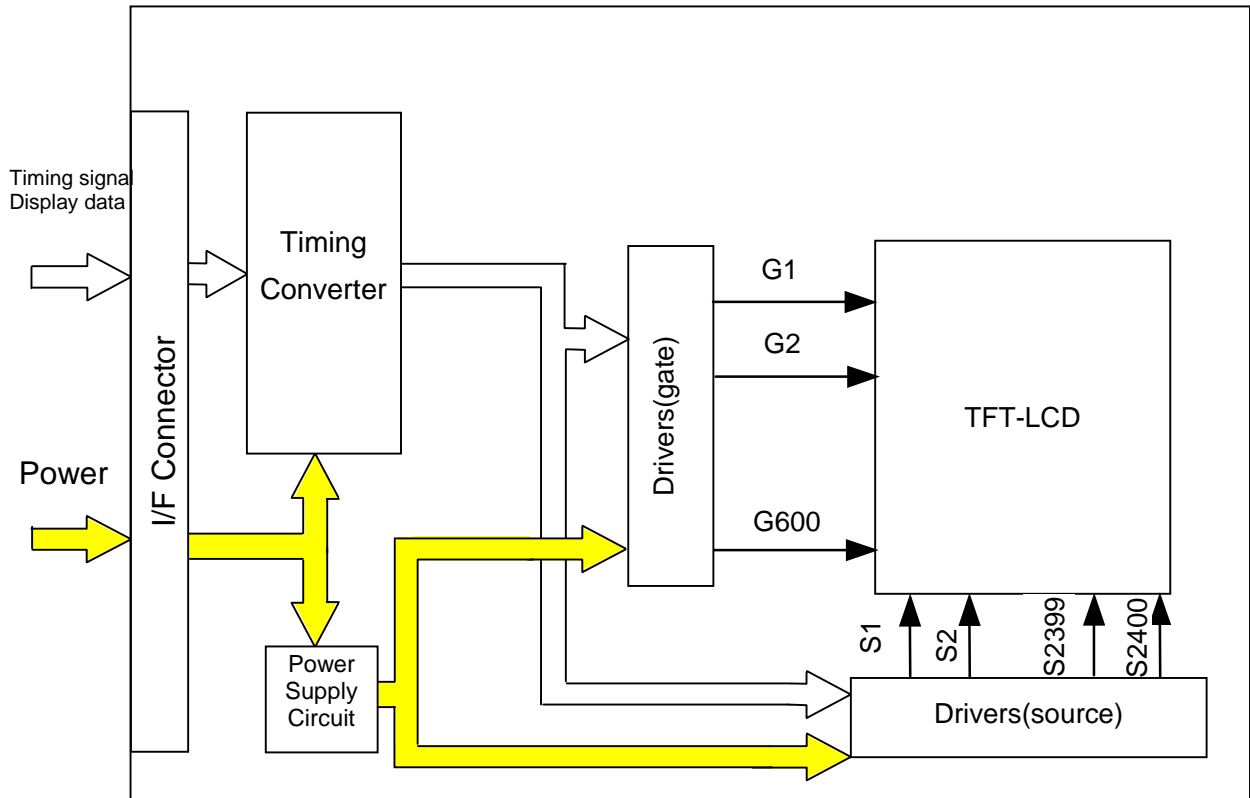 Timing signal
Display data
Power
I/F Connector
Timing
Converter
Power
Supply
Circuit
Drivers(gate)
G1
G2
G600
TFT-LCD
S1
S2
S2399
S2400
Drivers(source)